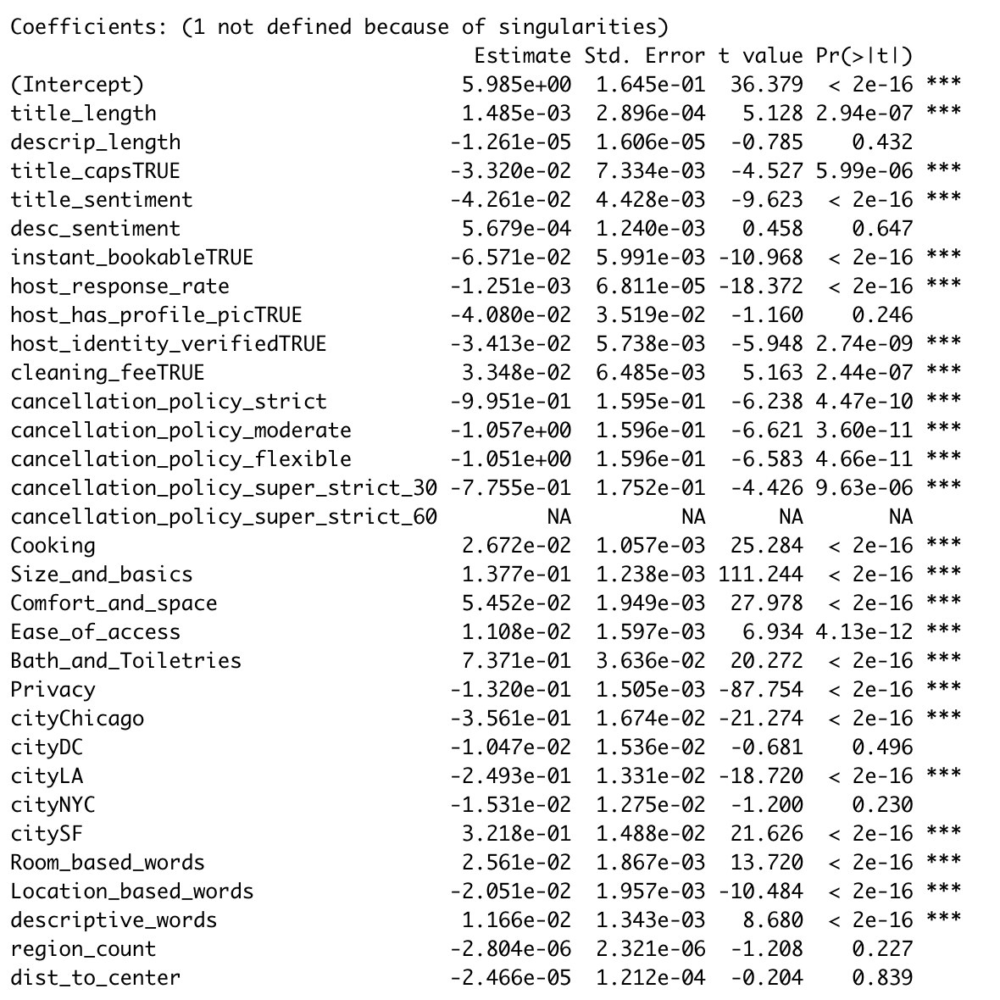 Coefficients: (1 not defined because of singularities)
Estimate Std. Error t value Pr(>|t|)
(Intercept) 5.985e+00 1.645e-01 36.379 < 2e-16 ***
title_length 1.485e-03 2.896e-04 5.128 2.94e-07 ***
descrip_length -1.261e-05 1.606e-05 -0.785 0.432
title_capsTRUE -3.320e-02 7.334e-03 -4.527 5.99e-06 ***
title_sentiment -4.261e-02 4.428e-03 -9.623 < 2e-16 ***
desc_sentiment 5.679e-04 1.240e-03 0.458 0.647
instant_bookableTRUE -6.571e-02 5.991e-03 -10.968 < 2e-16 ***
host_response_rate -1.251e-03 6.811e-05 -18.372 < 2e-16 ***
host_has_profile_picTRUE -4.080e-02 3.519e-02 -1.160 0.246
host_identity_verifiedTRUE -3.413e-02 5.738e-03 -5.948 2.74e-09 ***
cleaning_feeTRUE 3.348e-02 6.485e-03 5.163 2.44e-07 ***
cancellation_policy_strict -9.951e-01 1.595e-01 -6.238 4.47e-10 ***
cancellation_policy_moderate -1.057e+00 1.596e-01 -6.621 3.60e-11 ***
cancellation_policy_flexible -1.051e+00 1.596e-01 -6.583 4.66e-11 ***
cancellation_policy_super_strict_30 -7.755e-01 1.752e-01 -4.426 9.63e-06 ***
cancellation_policy_super_strict_60 NA NA NA NA
Cooking 2.672e-02 1.057e-03 25.284 < 2e-16 ***
Size_and_basics 1.377e-01 1.238e-03 111.244 < 2e-16 ***
Comfort_and_space 5.452e-02 1.949e-03 27.978 < 2e-16 ***
Ease_of_access 1.108e-02 1.597e-03 6.934 4.13e-12 ***
Bath_and_Toiletries 7.371e-01 3.636e-02 20.272 < 2e-16 ***
Privacy -1.320e-01 1.505e-03 -87.754 < 2e-16 ***
cityChicago -3.561e-01 1.674e-02 -21.274 < 2e-16 ***
cityDC -1.047e-02 1.536e-02 -0.681 0.496
cityLA -2.493e-01 1.331e-02 -18.720 < 2e-16 ***
cityNYC -1.531e-02 1.275e-02 -1.200 0.230
citySF 3.218e-01 1.488e-02 21.626 < 2e-16 ***
Room_based_words 2.561e-02 1.867e-03 13.720 < 2e-16 ***
Location_based_words -2.051e-02 1.957e-03 -10.484 < 2e-16 ***
descriptive_words 1.166e-02 1.343e-03 8.680 < 2e-16 ***
region_count -2.804e-06 2.321e-06 -1.208 0.227
dist_to_center -2.466e-05 1.212e-04 -0.204 0.839